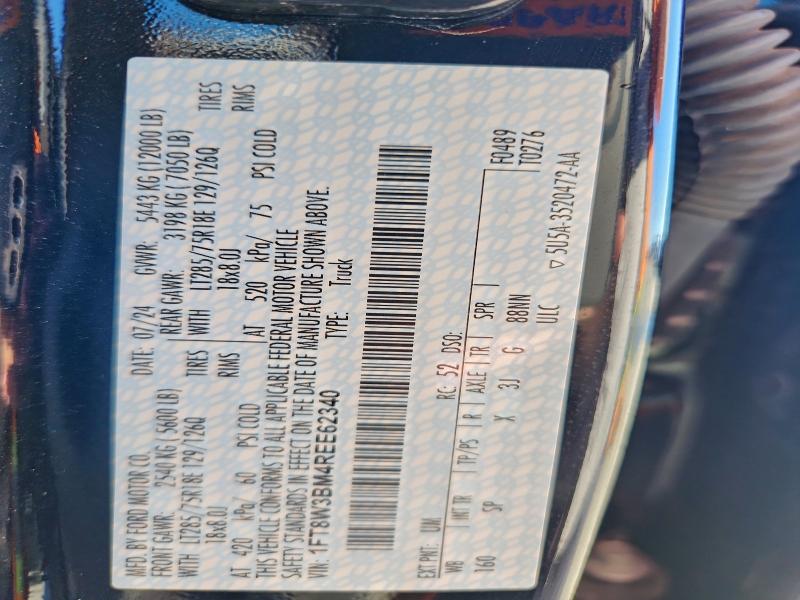 MFD. BY FORD MOTOR CO.
DATE: 07/24 GVWR: 5443 KG (12000 LB)
FRONT GAWR: 2540 KG (5600 LB)
REAR GAWR: 3198 KG (7050 LB)
WITH LT285/75R18E 129/126Q TIRES
WITH LT285/75R18E 129/126Q TIRES
18x8.0J RIMS
18x8.0J RIMS
AT 420 kPa/ 60 PSI COLD
AT 520 kPa/ 75 PSI COLD
THIS VEHICLE CONFORMS TO ALL APPLICABLE FEDERAL MOTOR VEHICLE
SAFETY STANDARDS IN EFFECT ON THE DATE OF MANUFACTURE SHOWN ABOVE.
VIN: 1FT8W3BM4REE62340
TYPE: Truck
F0489
T0276
EXT PNT: UM RC: 52 DSO:
WB INT TR TP/PS R AXLE TR SPR
160 SP X 3J G 88NN
ULC
▽ 5U5A-3520472-AA